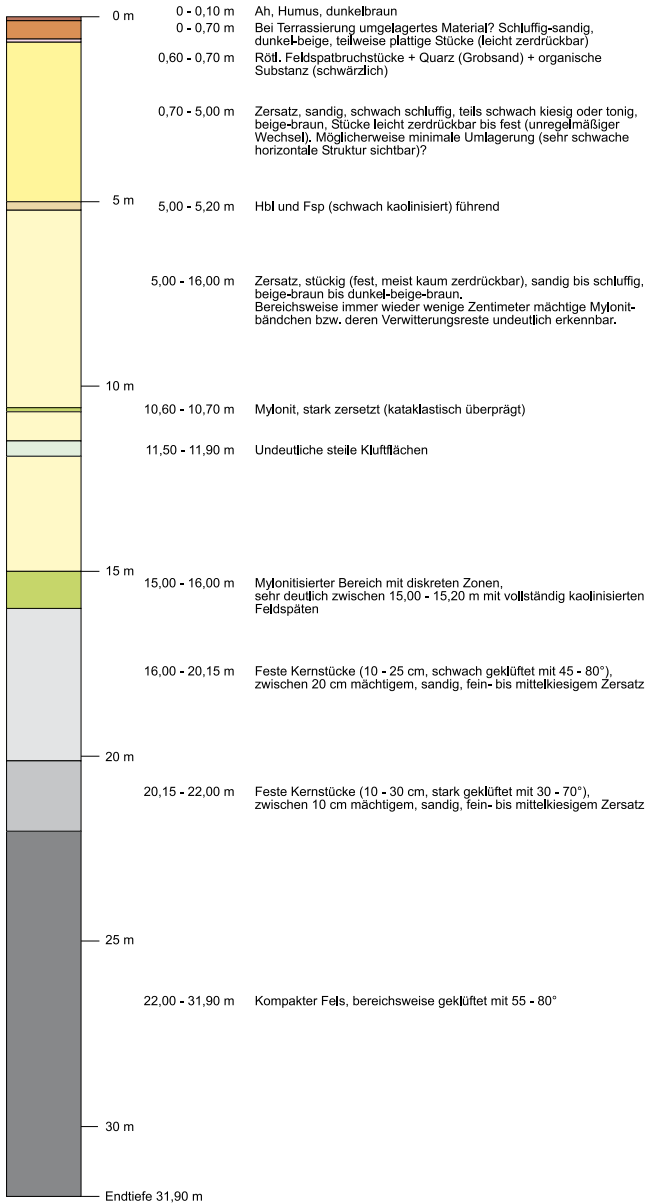 0 m
0 - 0,10 m Ah, Humus, dunkelbraun
0 - 0,70 m Bei Terrassierung umgelagertes Material? Schluffig-sandig,
dunkel-beige, teilweise plattige Stücke (leicht zerdrückbar)
0,60 - 0,70 m Rötl. Feldspatbruchstücke + Quarz (Grobsand) + organische
Substanz (schwärzlich)
0,70 - 5,00 m Zersatz, sandig, schwach schluffig, teils schwach kiesig oder tonig,
beige-braun, Stücke leicht zerdrückbar bis fest (unregelmäßiger
Wechsel). Möglicherweise minimale Umlagerung (sehr schwache
horizontale Struktur sichtbar)?
5 m
5,00 - 5,20 m Hbl und Fsp (schwach kaolinisiert) führend
5,00 - 16,00 m Zersatz, stückig (fest, meist kaum zerdrückbar), sandig bis schluffig,
beige-braun bis dunkel-beige-braun.
Bereichsweise immer wieder wenige Zentimeter mächtige Mylonit-
bändchen bzw. deren Verwitterungsreste undeutlich erkennbar.
10 m
10,60 - 10,70 m Mylonit, stark zersetzt (kataklastisch überprägt)
11,50 - 11,90 m Undeutliche steile Kluftflächen
15 m
15,00 - 16,00 m Mylonitisierter Bereich mit diskreten Zonen,
sehr deutlich zwischen 15,00 - 15,20 m mit vollständig kaolinisierten
Feldspäten
16,00 - 20,15 m Feste Kernstücke (10 - 25 cm, schwach geklüftet mit 45 - 80°),
zwischen 20 cm mächtigem, sandig, fein- bis mittelkiesigem Zersatz
20 m
20,15 - 22,00 m Feste Kernstücke (10 - 30 cm, stark geklüftet mit 30 - 70°),
zwischen 10 cm mächtigem, sandig, fein- bis mittelkiesigem Zersatz
25 m
22,00 - 31,90 m Kompakter Fels, bereichsweise geklüftet mit 55 - 80°
30 m
Endtiefe 31,90 m